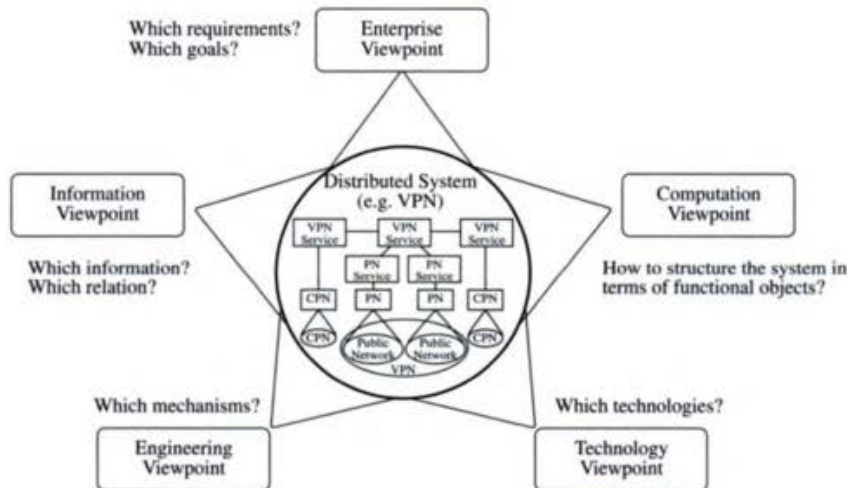 Which requirements?
Which goals?
Enterprise
Viewpoint
Information
Viewpoint
Distributed System
(e.g. VPN)
Computation
Viewpoint
VPN
Service
VPN
Service
VPN
Service
Which information?
Which relation?
PN
Service
PN
Service
How to structure the system in
terms of functional objects?
CPN
PN
PN
CPN
CPN
Public
Network
Public
Network
CPN
VPN
Which mechanisms?
Which technologies?
Engineering
Viewpoint
Technology
Viewpoint